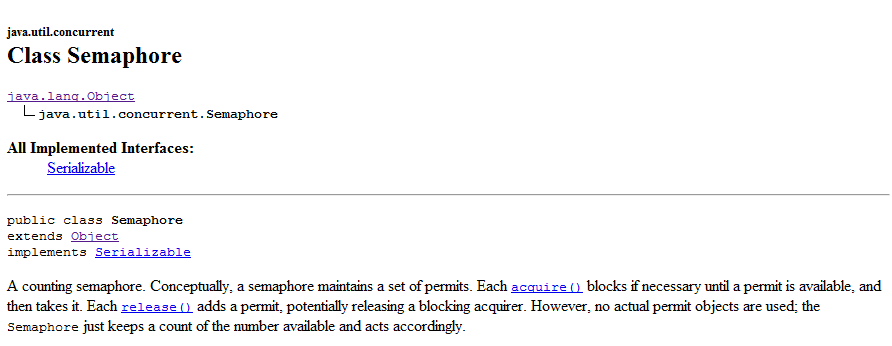 java.util.concurrent
Class Semaphore
java.lang.Object
java.util.concurrent.Semaphore
All Implemented Interfaces:
Serializable
public class Semaphore
extends Object
implements Serializable
A counting semaphore. Conceptually, a semaphore maintains a set of permits. Each acquire() blocks if necessary until a permit is available, and
then takes it. Each release() adds a permit, potentially releasing a blocking acquirer. However, no actual permit objects are used; the
Semaphore just keeps a count of the number available and acts accordingly.